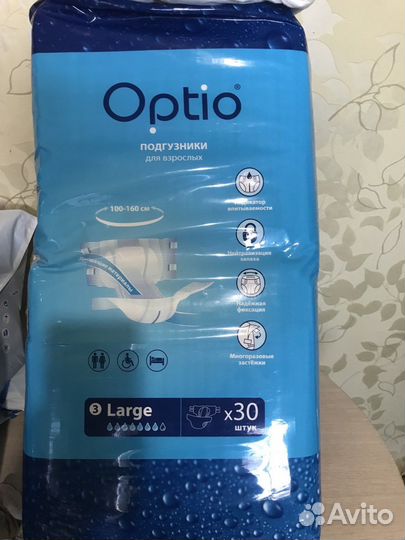 Optio®
ПОДГУЗНИКИ
для взрослых
100-160 см
Индикатор
впитываемости
Нейтрализация
запаха
Надёжная
фиксация
Многоразовые
застёжки
3 Large
x30
штук
Avito